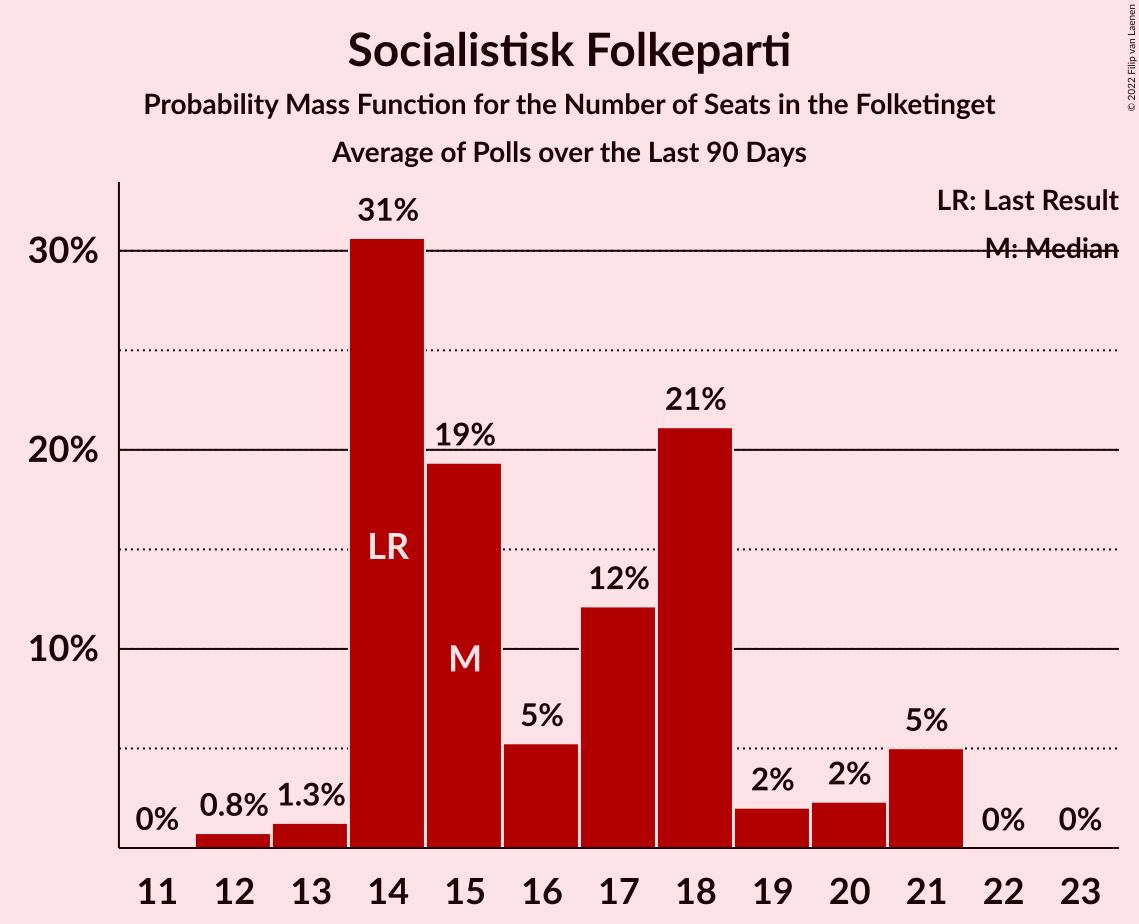 Socialistisk Folkeparti
Probability Mass Function for the Number of Seats in the Folketinget
Average of Polls over the Last 90 Days
© 2022 Filip van Laenen
LR: Last Result
M: Median
30%
20%
10%
0%
0.8%
1.3%
31%
19%
5%
12%
21%
2%
2%
5%
0%
0%
LR
M
11 12 13 14 15 16 17 18 19 20 21 22 23